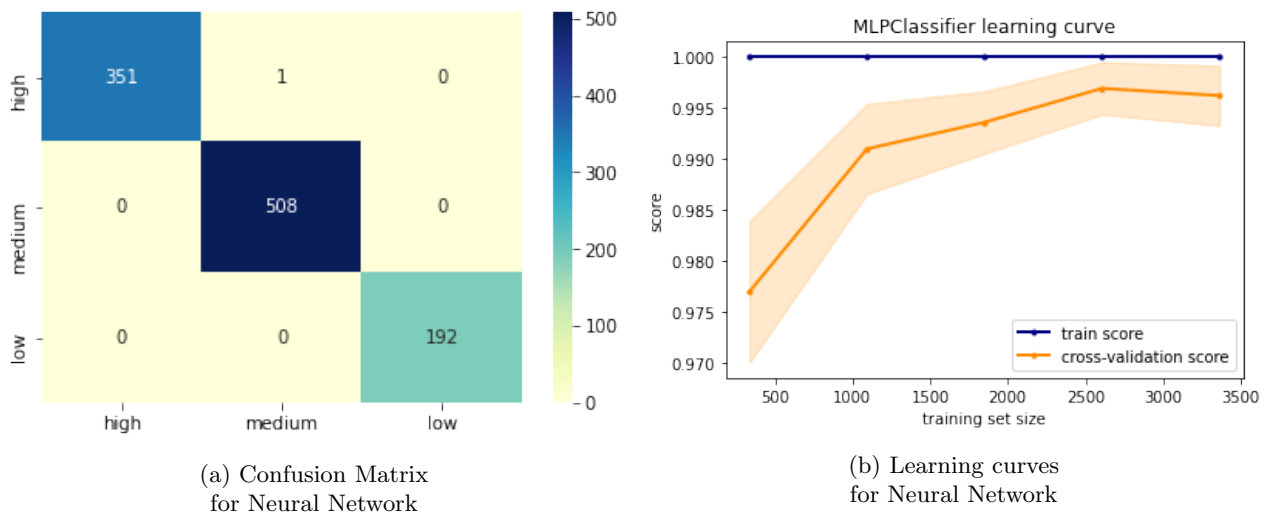 high
351
1
0
medium
0
508
0
low
0
0
192
high
medium
low
500
400
300
200
100
0
(a) Confusion Matrix
for Neural Network
MLPClassifier learning curve
1.000
0.995
0.990
0.985
0.980
0.975
0.970
score
train score
cross-validation score
500
1000
1500
2000
2500
3000
3500
training set size
(b) Learning curves
for Neural Network